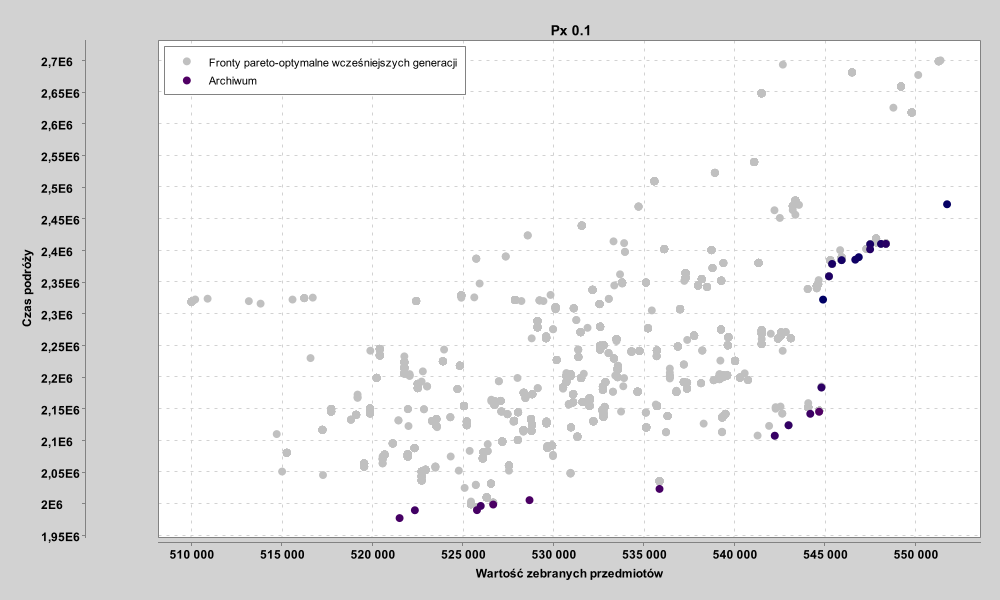 Px 0.1
Fronty pareto-optymalne wcześniejszych generacji
Archiwum
2,7E6
2,65E6
2,6E6
2,55E6
2,5E6
2,45E6
2,4E6
2,35E6
2,3E6
2,25E6
2,2E6
2,15E6
2,1E6
2,05E6
2E6
1,95E6
Czas podróży
510 000 515 000 520 000 525 000 530 000 535 000 540 000 545 000 550 000
Wartość zebranych przedmiotów